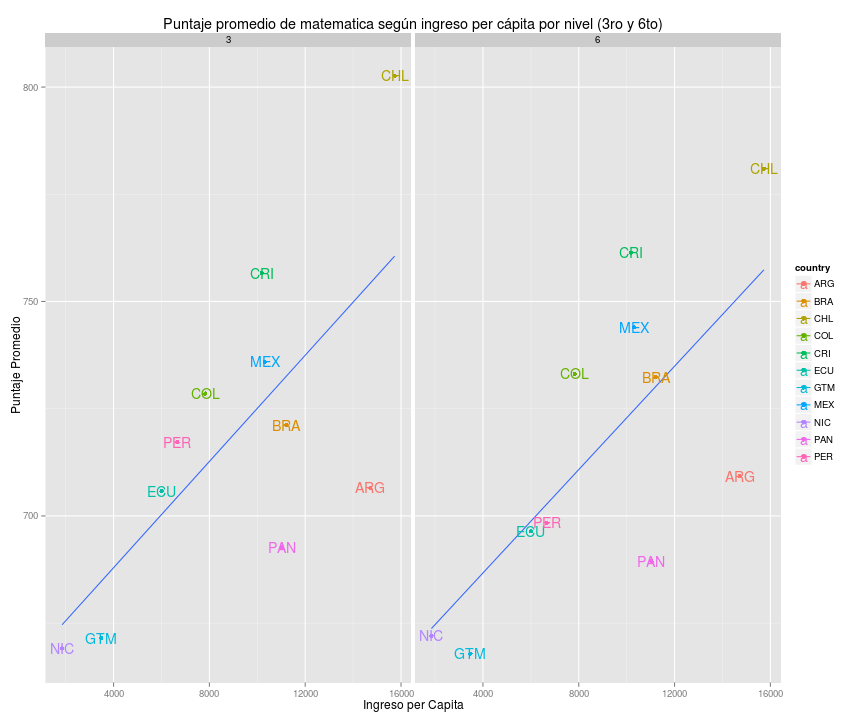 Puntaje promedio de matematica según ingreso per cápita por nivel (3ro y 6to)
3
6
Puntaje Promedio
800
750
700
CHL
CRI
MEX
COL
BRA
PER
ECU
ARG
PAN
GTM
NIC
CHL
CRI
MEX
COL
BRA
ARG
PER
ECU
PAN
NIC
GTM
4000
8000
12000
16000
4000
8000
12000
16000
Ingreso per Capita
country
a ARG
a BRA
a CHL
a COL
a CRI
a ECU
a GTM
a MEX
a NIC
a PAN
a PER